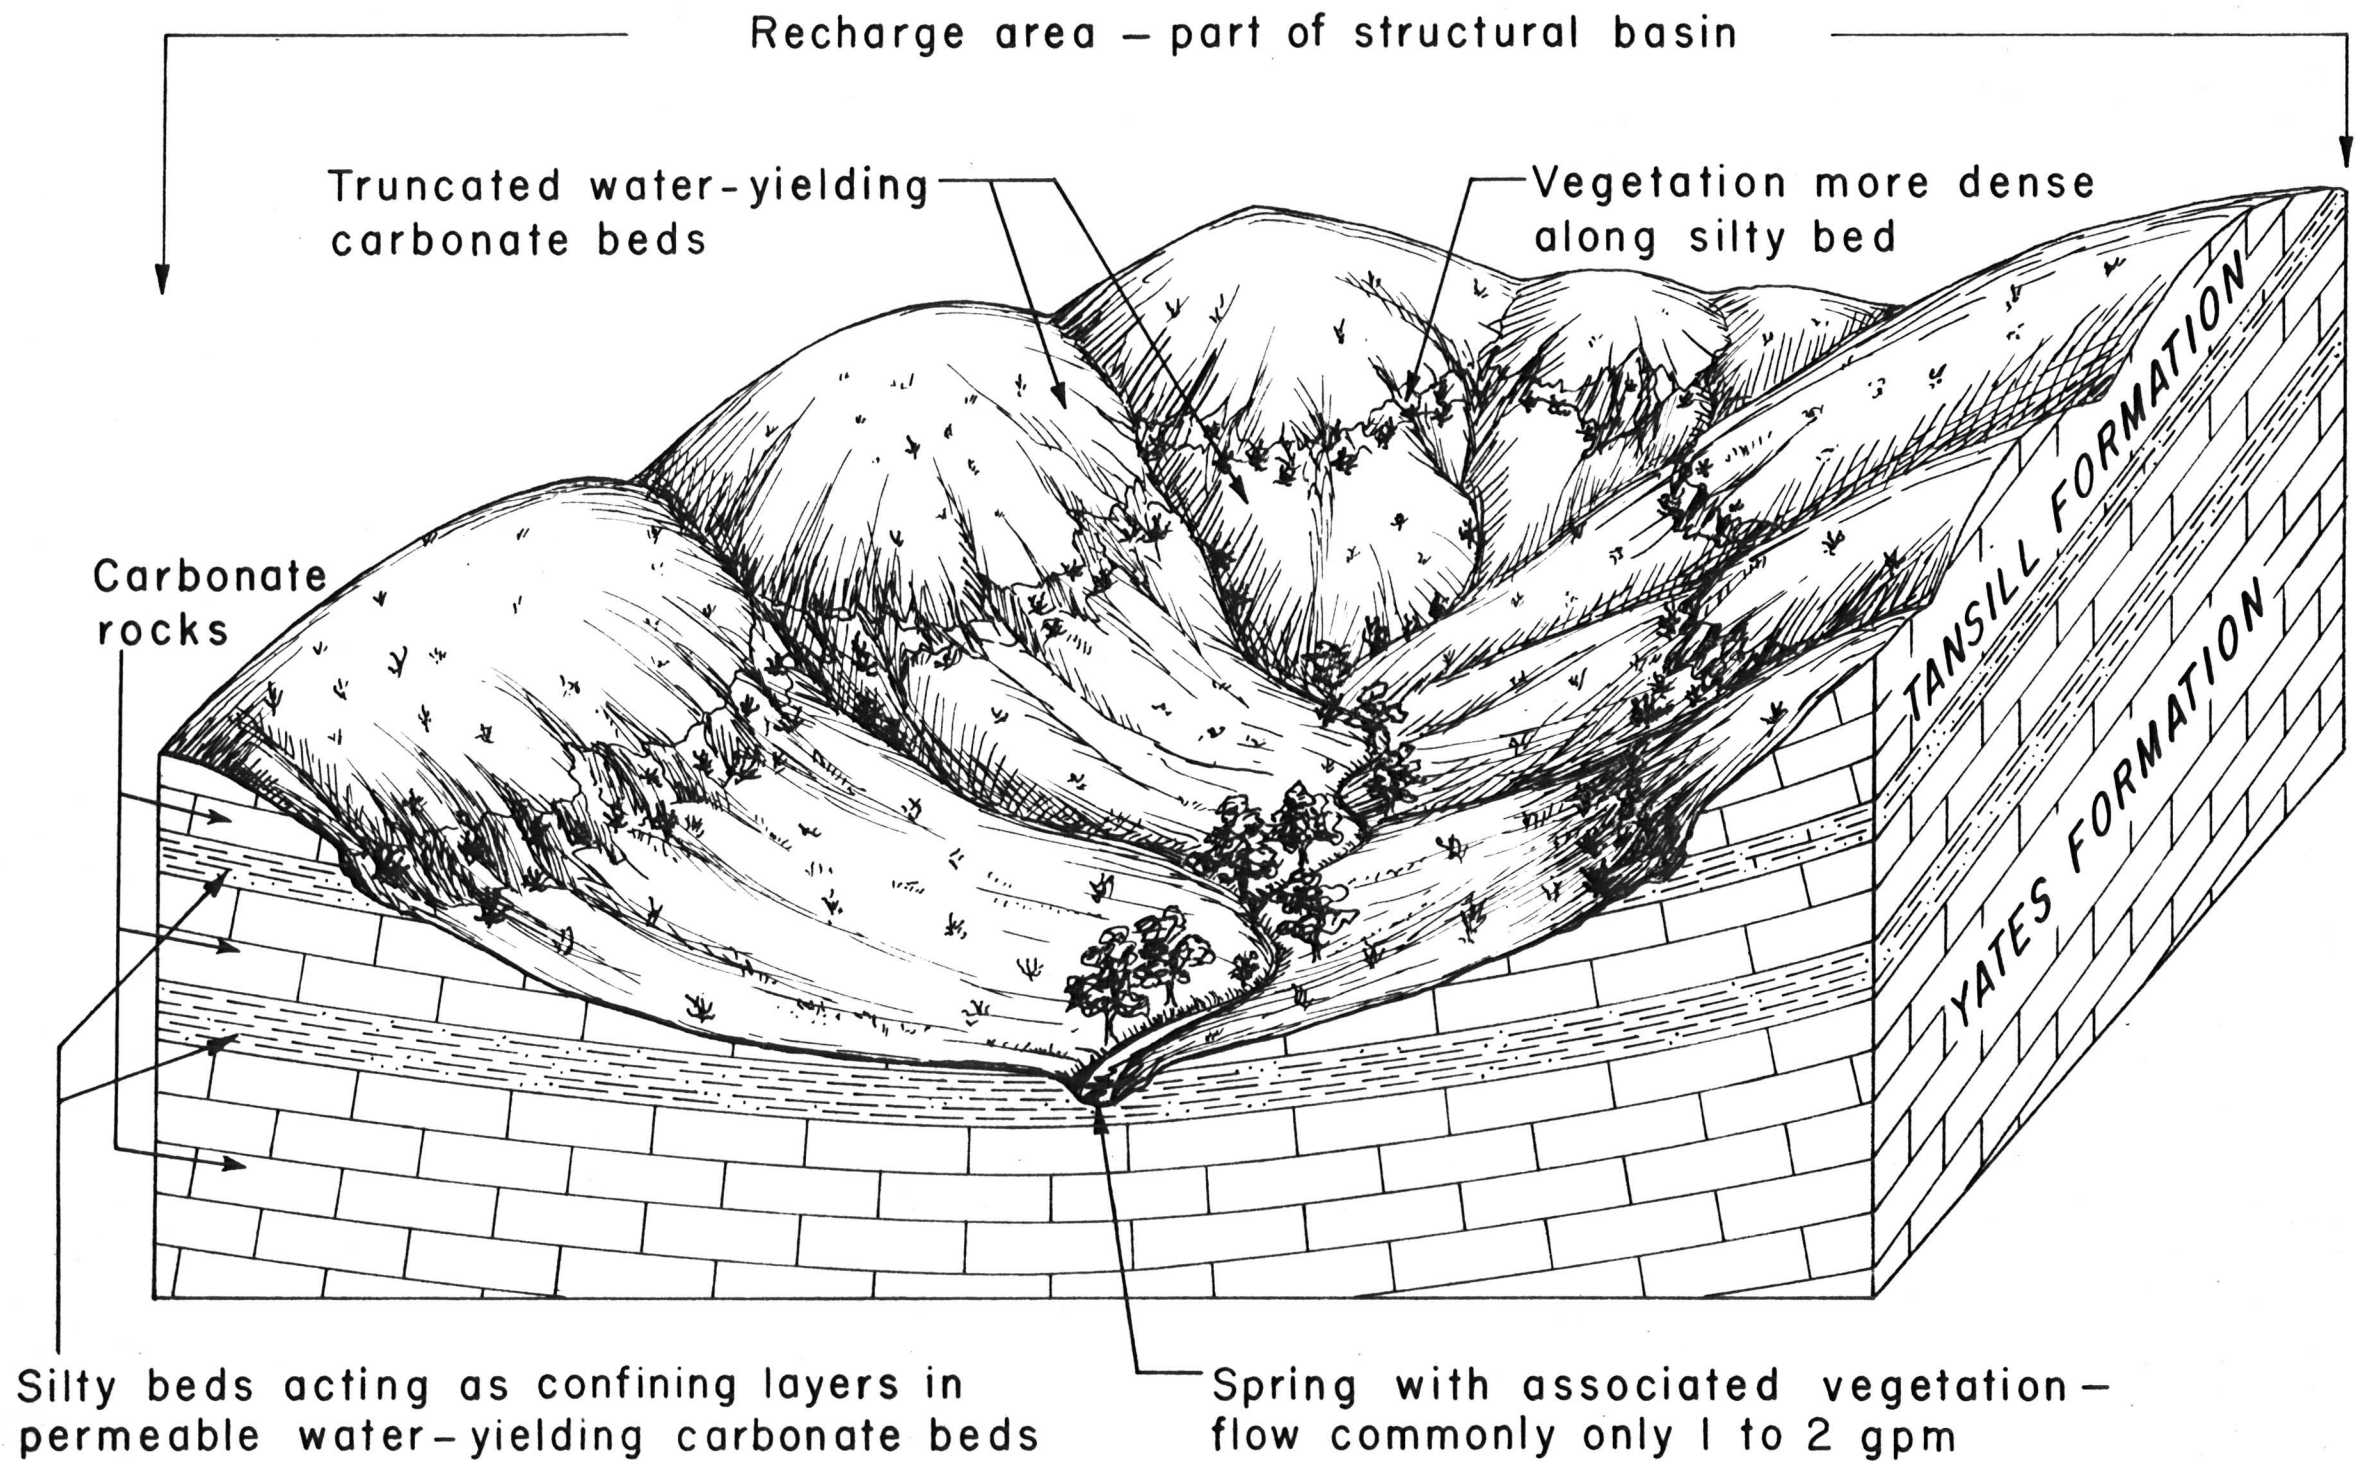 Recharge area – part of structural basin
Truncated water-yielding
carbonate beds
Vegetation more dense
along silty bed
Carbonate
rocks
TANSILL FORMATION
YATES FORMATION
Silty beds acting as confining layers in
permeable water-yielding carbonate beds
Spring with associated vegetation –
flow commonly only 1 to 2 gpm